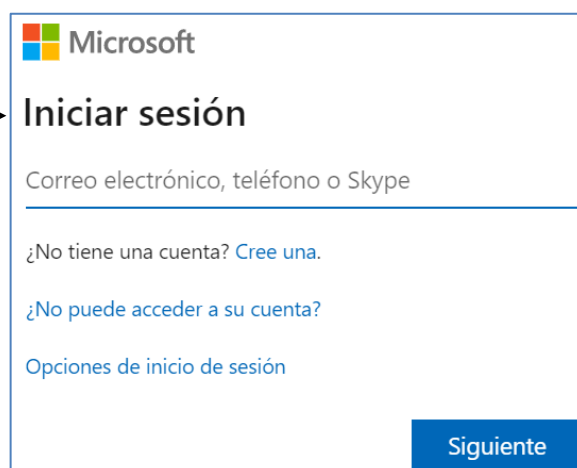 Microsoft
Iniciar sesión
Correo electrónico, teléfono o Skype
¿No tiene una cuenta? Cree una.
¿No puede acceder a su cuenta?
Opciones de inicio de sesión
Siguiente